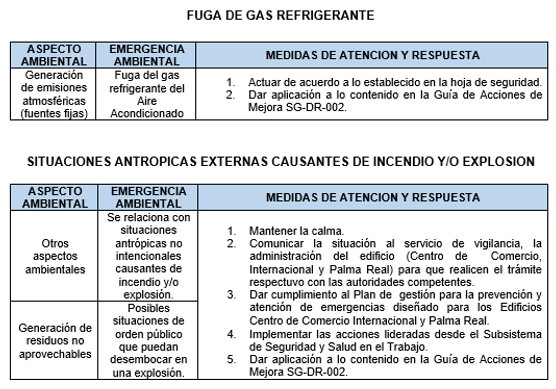 FUGA DE GAS REFRIGERANTE
ASPECTO AMBIENTAL
EMERGENCIA AMBIENTAL
MEDIDAS DE ATENCION Y RESPUESTA
Generación
de emisiones
atmosféricas
(fuentes fijas)
Fuga del gas
refrigerante del
Aire
Acondicionado
1. Actuar de acuerdo a lo establecido en la hoja de seguridad.
2. Dar aplicación a lo contenido en la Guía de Acciones de
Mejora SG-DR-002.
SITUACIONES ANTROPICAS EXTERNAS CAUSANTES DE INCENDIO Y/O EXPLOSION
ASPECTO AMBIENTAL
EMERGENCIA AMBIENTAL
MEDIDAS DE ATENCION Y RESPUESTA
Otros
aspectos
ambientales
Se relaciona con
situaciones
antrópicas no
intencionales
causantes de
incendio y/o
explosión.
Generación de
residuos no
aprovechables
Posibles
situaciones de
orden público
que puedan
desembocar en
una explosión.
1. Mantener la calma.
2. Comunicar la situación al servicio de vigilancia, la
administración del edificio (Centro de Comercio,
Internacional y Palma Real) para que realicen el trámite
respectuvo con las autoridades competentes.
3. Dar cumplimiento al Plan de gestión para la prevención y
atención de emergencias diseñado para los Edificios
Centro de Comercio Internacional y Palma Real.
4. Implementar las acciones lideradas desde el Subsistema
de Seguridad y Salud en el Trabajo.
5. Dar aplicación a lo contenido en la Guía de Acciones de
Mejora SG-DR-002.